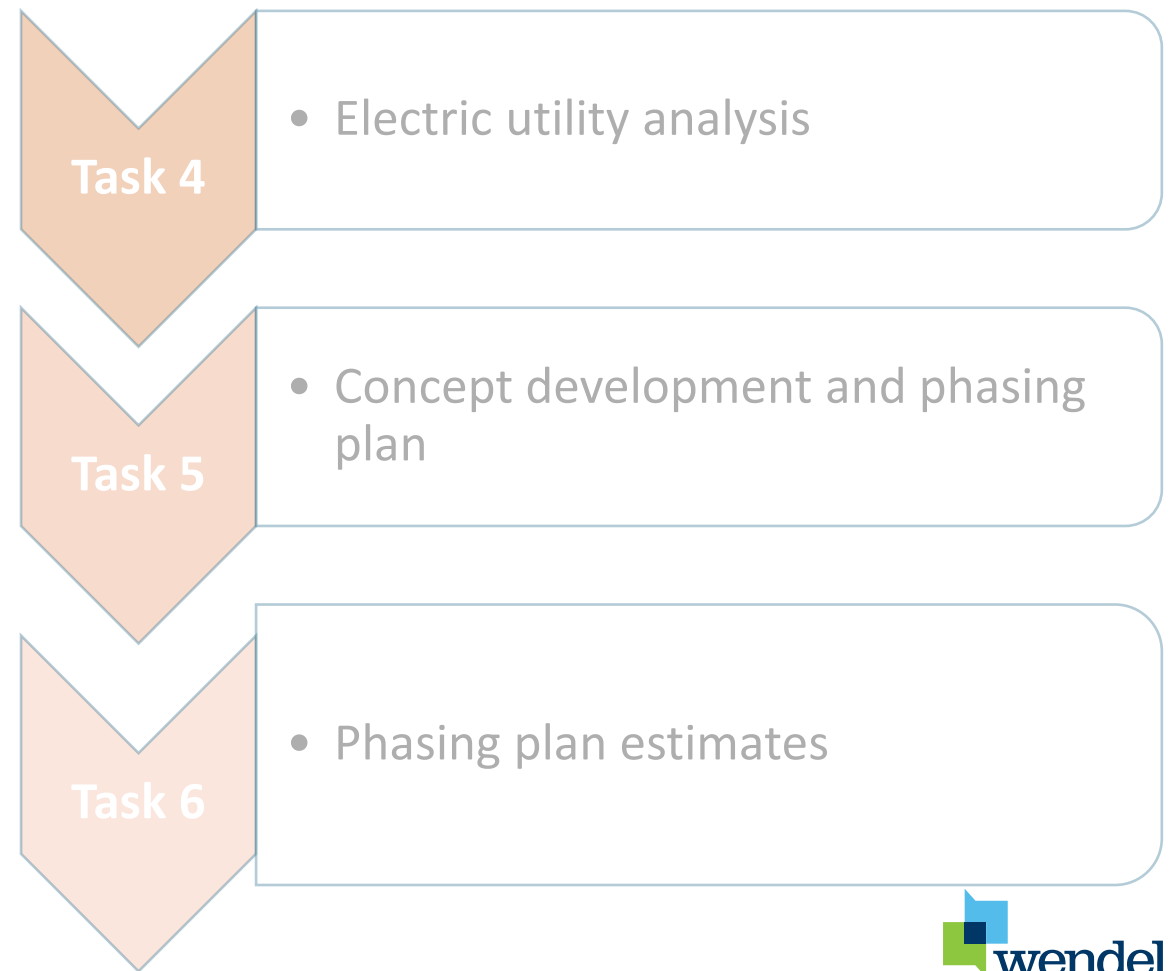 • Electric utility analysis
Task 4
• Concept development and phasing
plan
Task 5
• Phasing plan estimates
Task 6
wendel